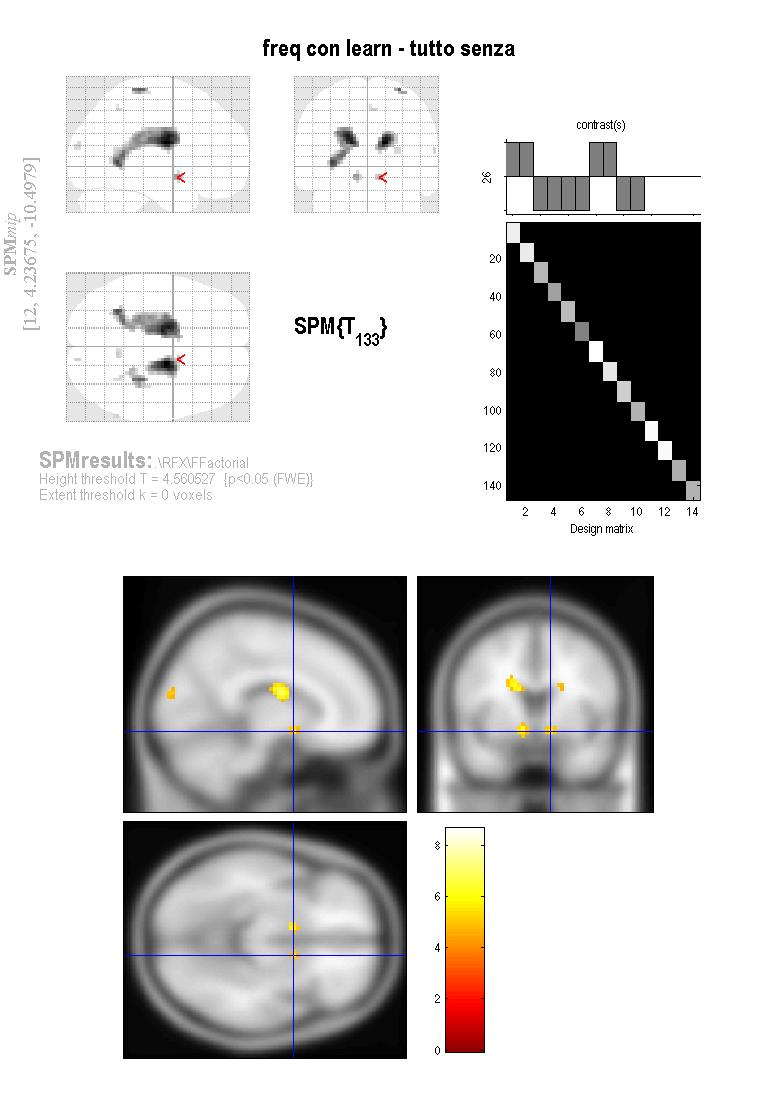 freq con learn - tutto senza
SPMmip
[12, 4.23675, -10.4979]
<
<
<
SPM{T133}
contrast(s)
26
20
40
60
80
100
120
140
2 4 6 8 10 12 14
Design matrix
SPMresults: .\RFX\FFactorial
Height threshold T = 4.560527 {p<0.05 (FWE)}
Extent threshold k = 0 voxels
8
6
4
2
0